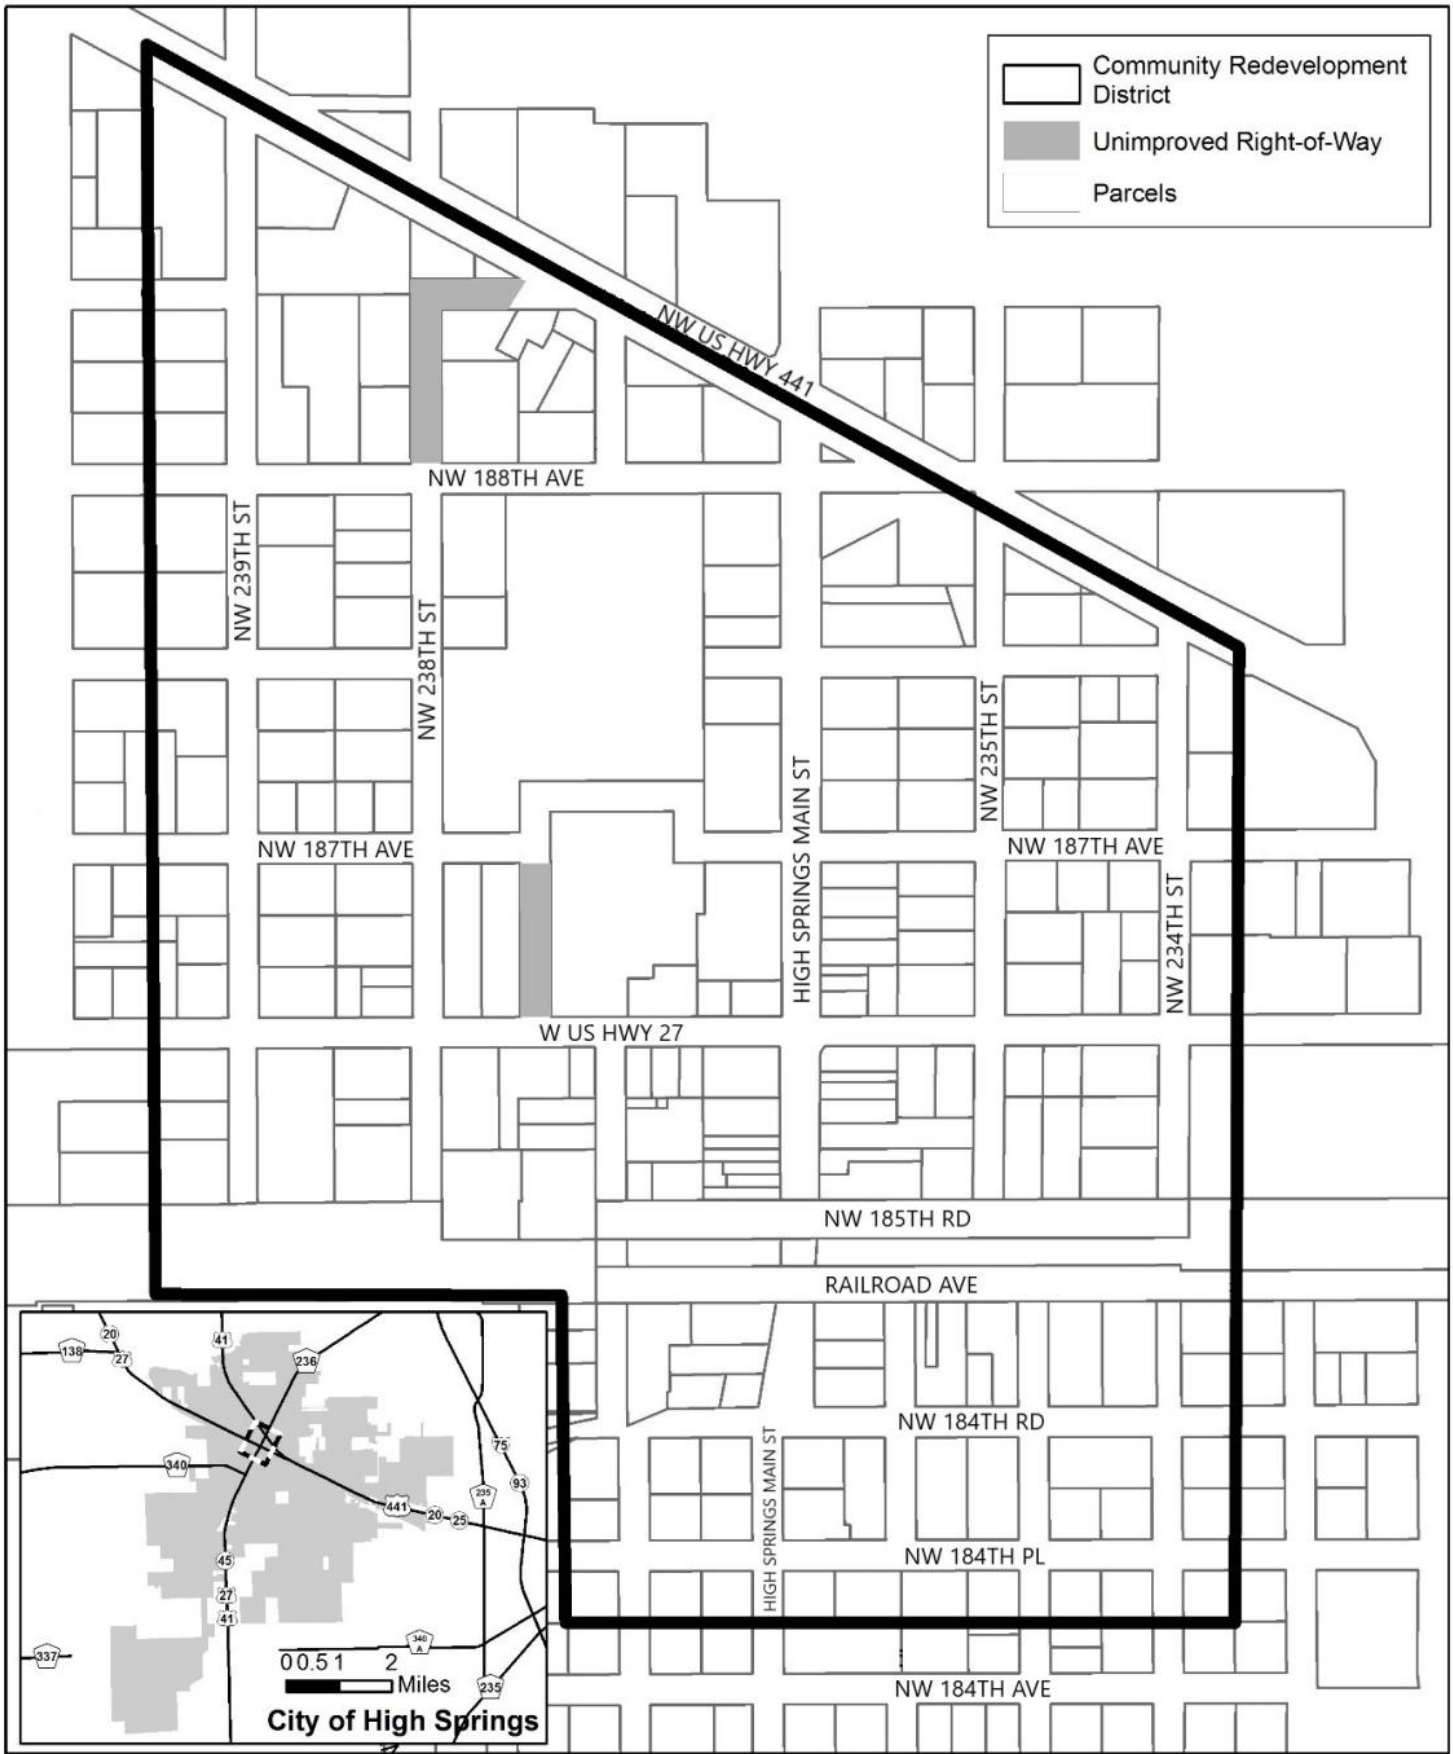 Community Redevelopment
District
Unimproved Right-of-Way
Parcels
NW US HWY 441
NW 188TH AVE
NW 239TH ST
NW 238TH ST
NW 235TH ST
HIGH SPRINGS MAIN ST
NW 187TH AVE
NW 187TH AVE
NW 234TH ST
W US HWY 27
NW 185TH RD
RAILROAD AVE
NW 184TH RD
HIGH SPRINGS MAIN ST
NW 184TH PL
NW 184TH AVE
20
41
138
27
236
340
75
93
235
A
441
20
25
45
27
41
340
A
337
235
0 0.5 1 2
Miles
City of High Springs